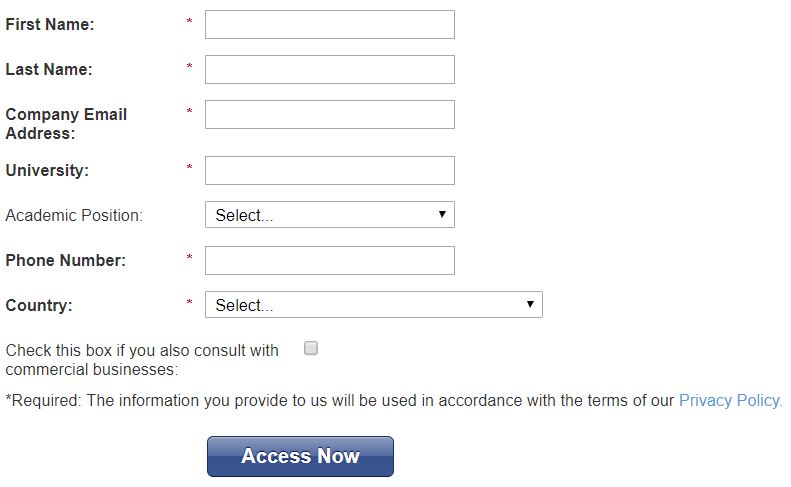 First Name: *
Last Name: *
Company Email
Address: *
University: *
Academic Position: Select...
Phone Number: *
Country: * Select...
Check this box if you also consult with
commercial businesses:
*Required: The information you provide to us will be used in accordance with the terms of our Privacy Policy.
Access Now